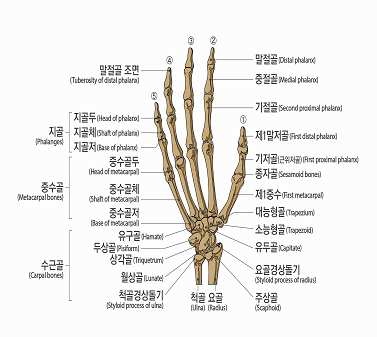 ③
②
④
말절골 조면
(Tuberosity of distal phalanx)
말절골(Distal phalanx)
중절골(Medial phalanx)
⑤
기절골(Second proximal phalanx)
지골두(Head of phalanx)
지골
(Phalanges)
지골체(Shaft of phalanx)
지골저(Base of phalanx)
①
제1말저골(First distal phalanx)
중수골두
(Head of metacarpal)
기저골(근위자골)(First proximal phalanx)
종자골(Sesamoid bones)
중수골
(Metacarpal bones)
중수골체
(Shaft of metacarpal)
제1중수(First metacarpal)
중수골저
(Base of metacarpal)
대능형골(Trapezium)
유구골(Hamate)
소능형골(Trapezoid)
두상골(Pisiform)
유두골(Capitate)
수근골
(Carpal bones)
상각골(Triquetrum)
월상골(Lunate)
요골경상돌기
(Styloid process of radius)
척골경상돌기
(Styloid process of ulna)
척골
(Ulna)
요골
(Radius)
주상골
(Scaphoid)